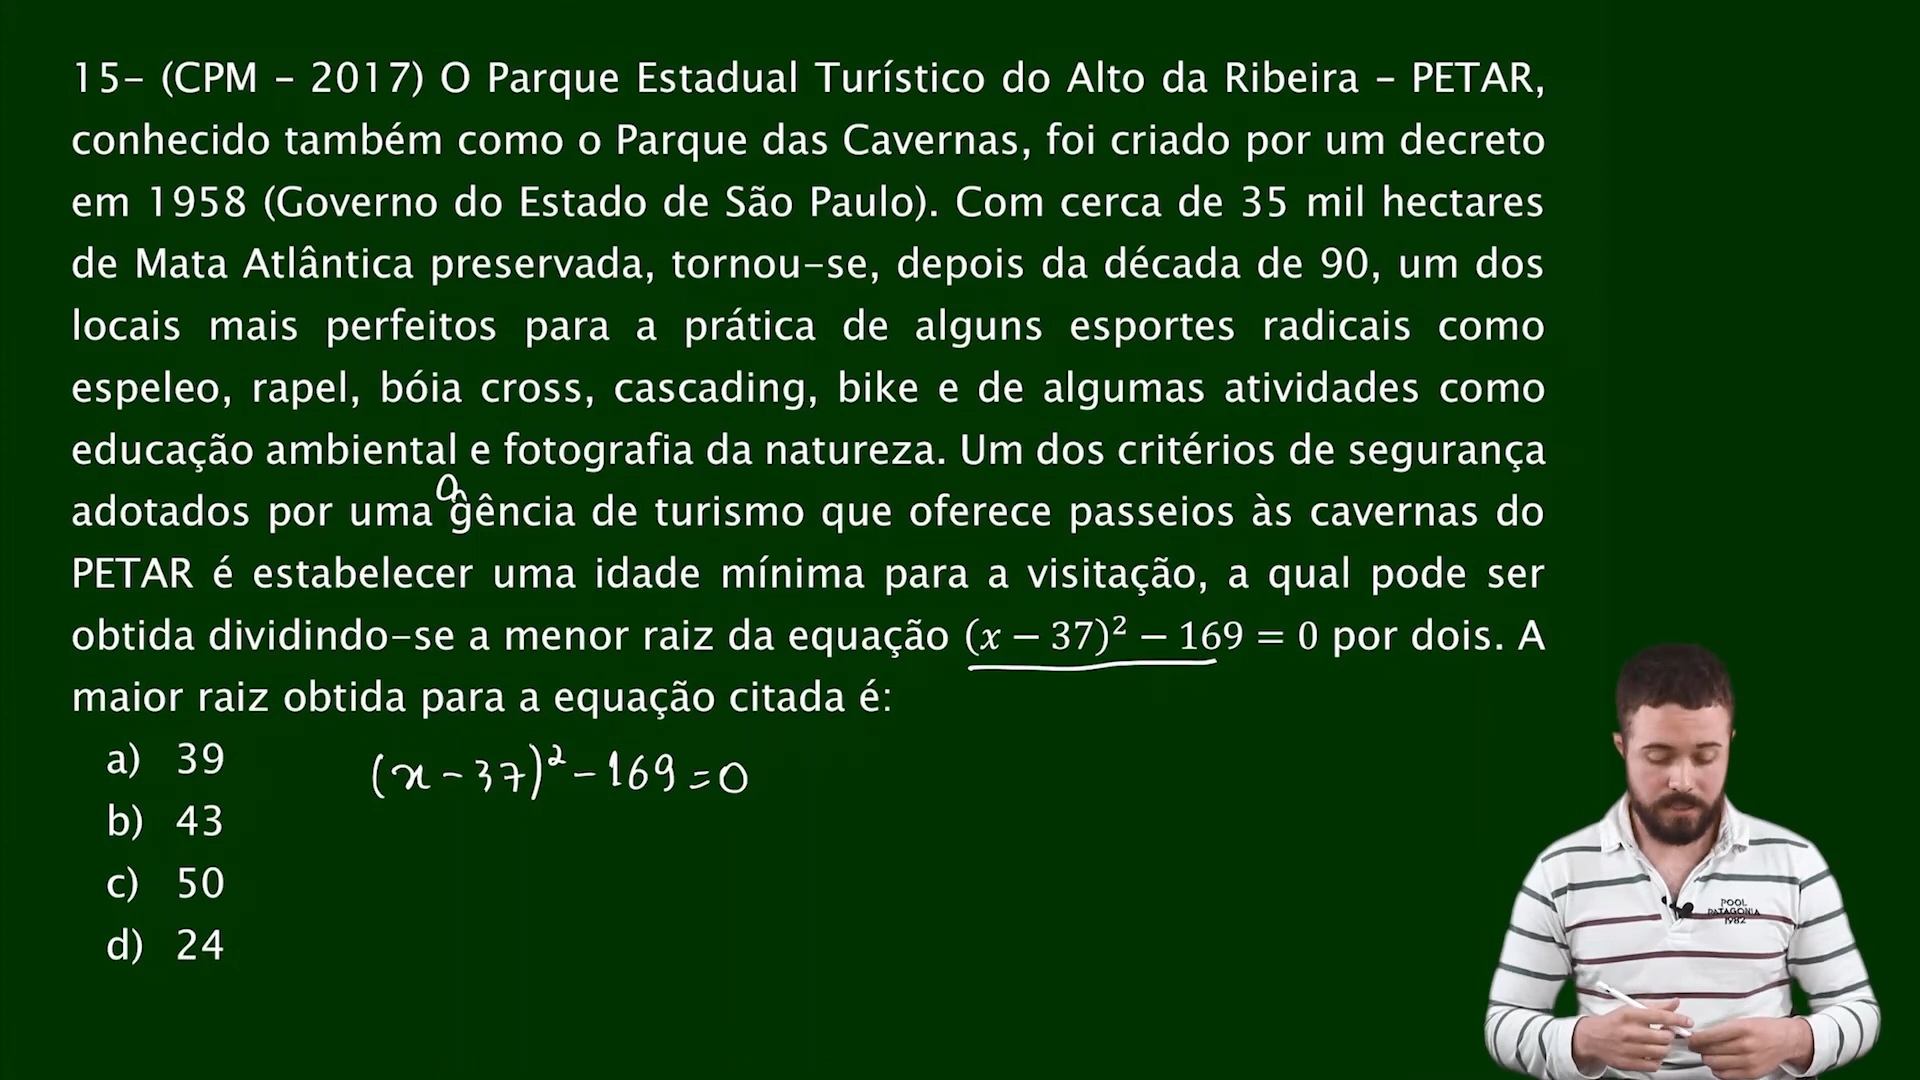 15- (CPM – 2017) O Parque Estadual Turístico do Alto da Ribeira – PETAR,
conhecido também como o Parque das Cavernas, foi criado por um decreto
em 1958 (Governo do Estado de São Paulo). Com cerca de 35 mil hectares
de Mata Atlântica preservada, tornou-se, depois da década de 90, um dos
locais mais perfeitos para a prática de alguns esportes radicais como
espeleo, rapel, bóia cross, cascading, bike e de algumas atividades como
educação ambiental e fotografia da natureza. Um dos critérios de segurança
a
adotados por uma gência de turismo que oferece passeios às cavernas do
PETAR é estabelecer uma idade mínima para a visitação, a qual pode ser
obtida dividindo-se a menor raiz da equação (x − 37)² − 169 = 0 por dois. A
maior raiz obtida para a equação citada é:
a) 39
(x - 37)² - 169 = 0
b) 43
c) 50
d) 24
POOL
PATAGONIA
1982